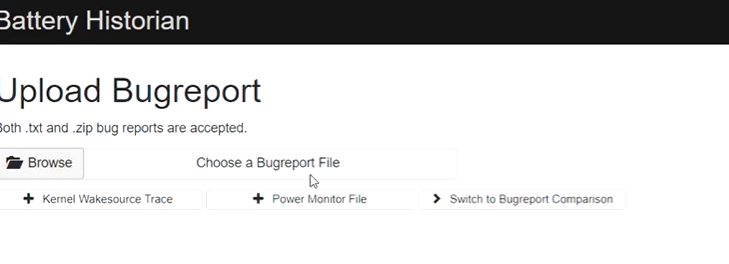 Battery Historian
Upload Bugreport
Both .txt and .zip bug reports are accepted.
Browse Choose a Bugreport File
Kernel Wakesource Trace Power Monitor File Switch to Bugreport Comparison